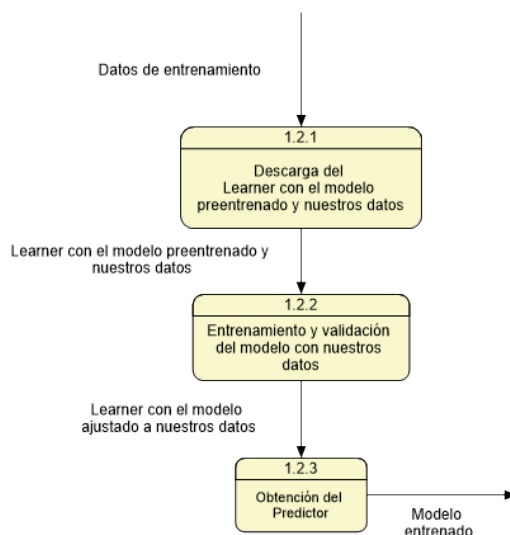 Datos de entrenamiento
1.2.1
Descarga del
Learner con el modelo
preentrenado y nuestros datos
Learner con el modelo preentrenado y
nuestros datos
1.2.2
Entrenamiento y validación
del modelo con nuestros
datos
Learner con el modelo
ajustado a nuestros datos
1.2.3
Obtención del
Predictor
Modelo
entrenado